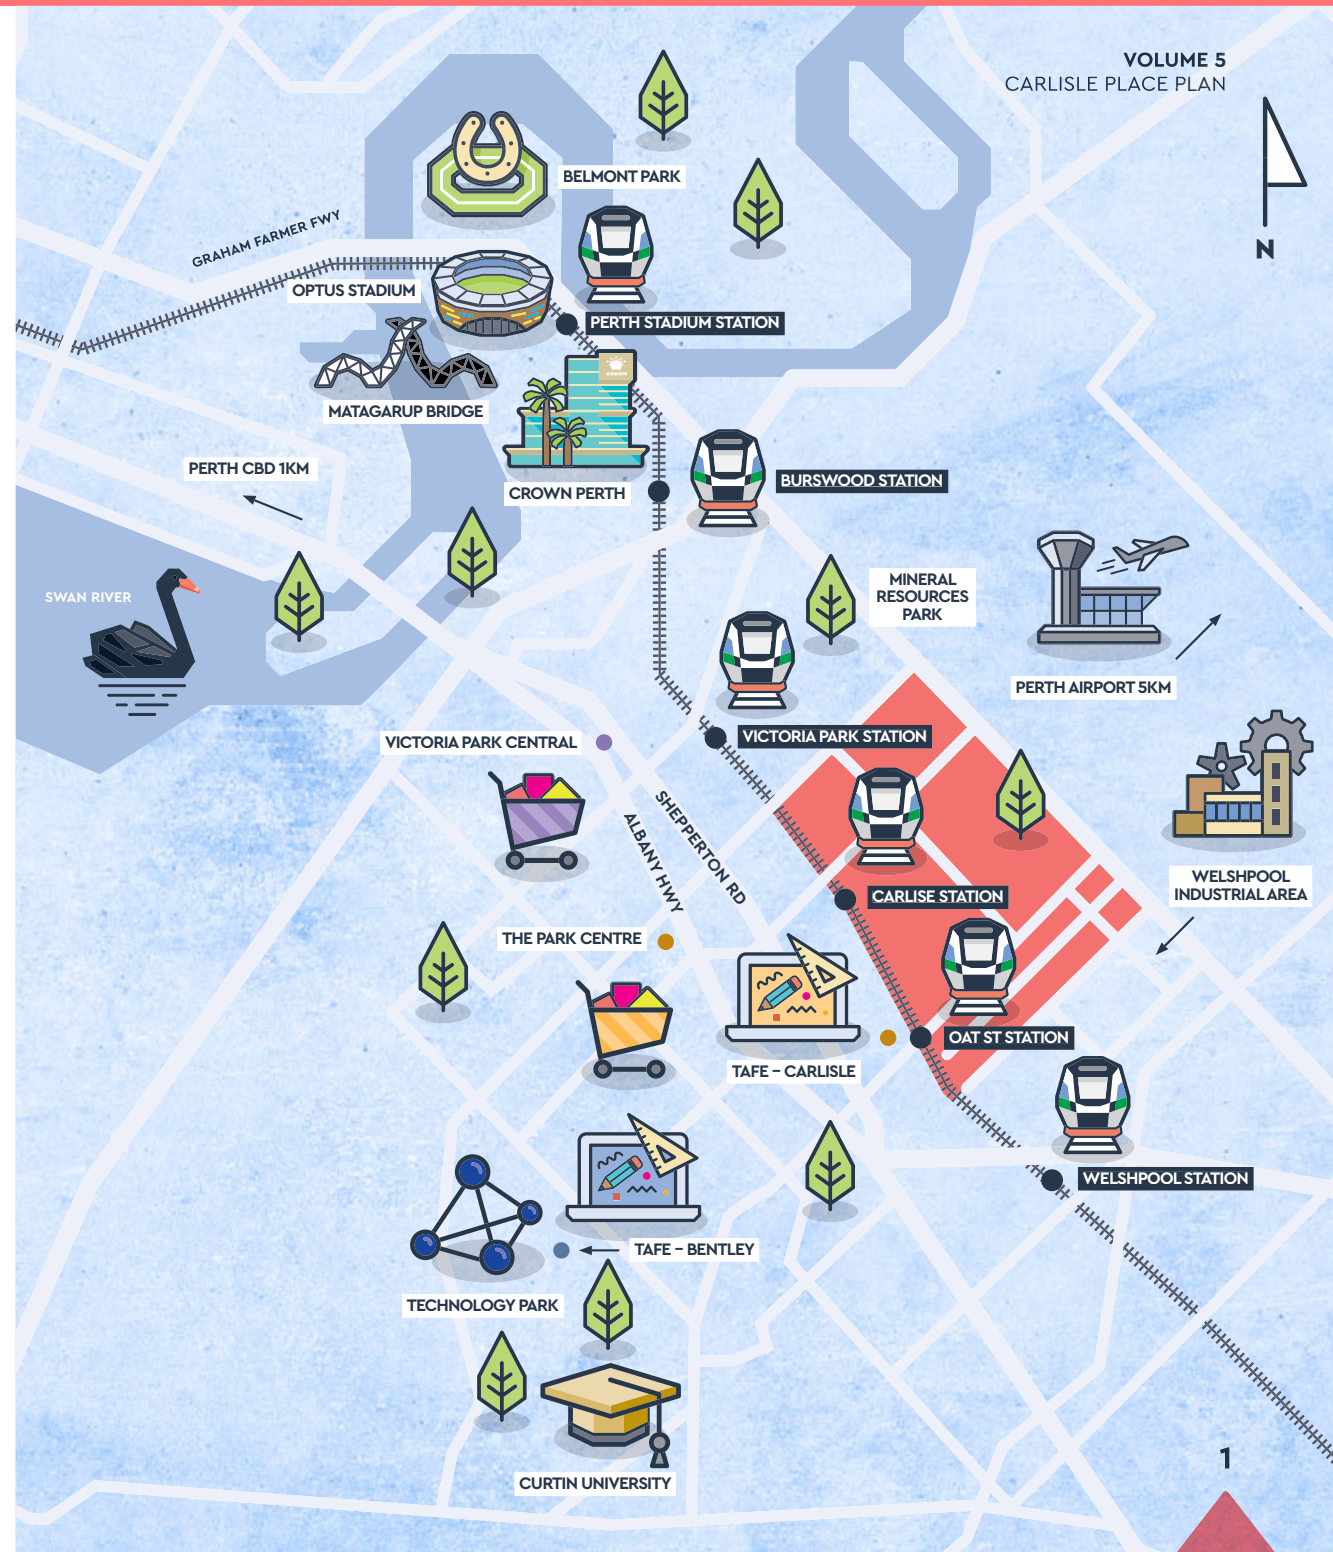 VOLUME 5
CARLISLE PLACE PLAN
N
BELMONT PARK
GRAHAM FARMER FWY
OPTUS STADIUM
PERTH STADIUM STATION
CROWN
MATAGARUP BRIDGE
PERTH CBD 1KM
CROWN PERTH
BURSWOOD STATION
SWAN RIVER
MINERAL
RESOURCES
PARK
PERTH AIRPORT 5KM
VICTORIA PARK STATION
VICTORIA PARK CENTRAL
SHEPPERTON RD
ALBANY HWY
WELSHPOOL
INDUSTRIAL AREA
CARLISE STATION
THE PARK CENTRE
OAT ST STATION
TAFE – CARLISLE
WELSHPOOL STATION
TAFE – BENTLEY
TECHNOLOGY PARK
CURTIN UNIVERSITY
1